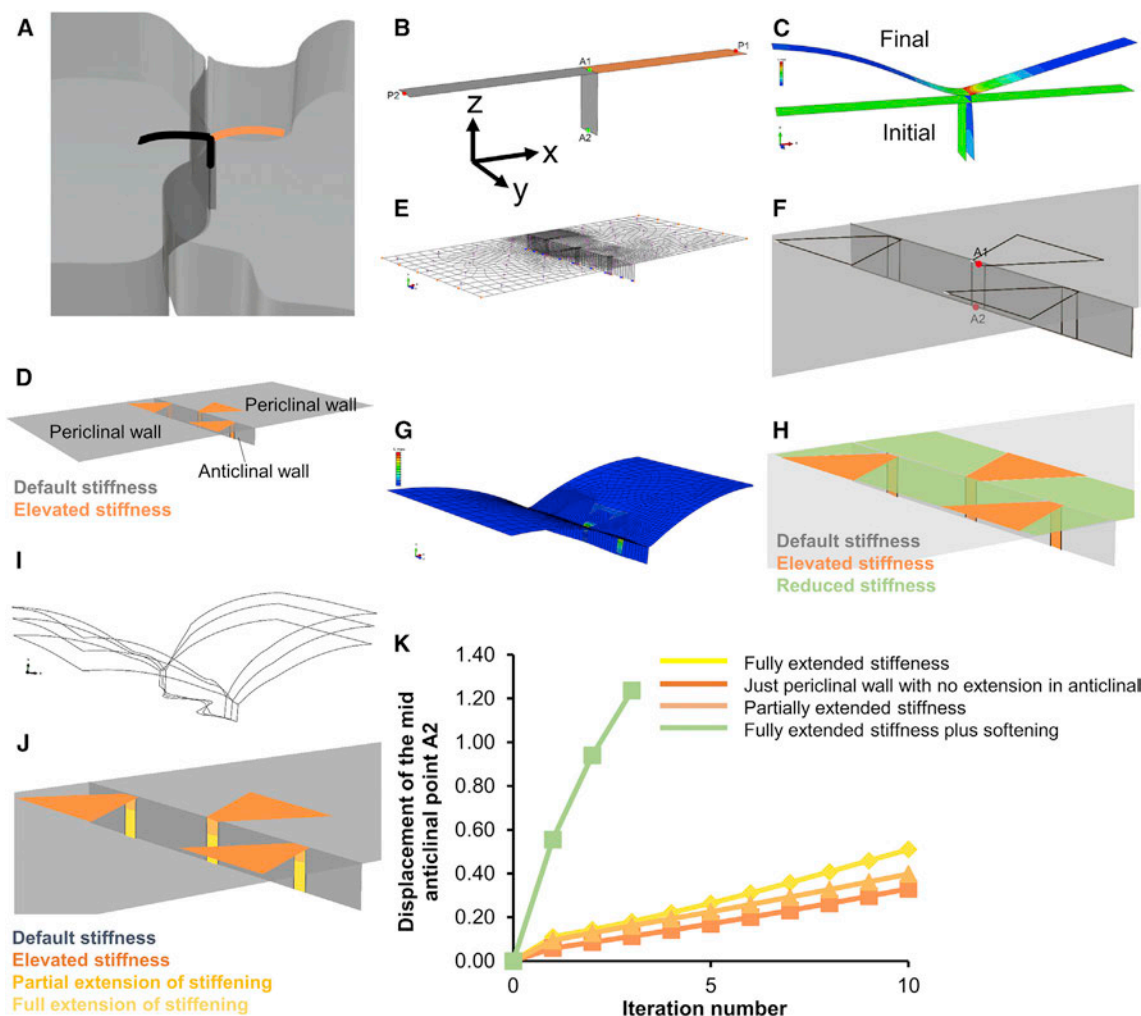 A
B
P1
A1
P2
A2
z
x
y
C
Final
Initial
D
Periclinal wall
Periclinal wall
Anticlinal wall
Default stiffness
Elevated stiffness
E
F
A1
A2
G
H
Default stiffness
Elevated stiffness
Reduced stiffness
I
J
Default stiffness
Elevated stiffness
Partial extension of stiffening
Full extension of stiffening
K
Displacement of the mid
anticlinal point A2
1.40
1.20
1.00
0.80
0.60
0.40
0.20
0.00
0
5
10
Iteration number
Fully extended stiffeness
Just periclinal wall with no extension in anticlinal
Partially extended stiffness
Fully extended stiffness plus softening